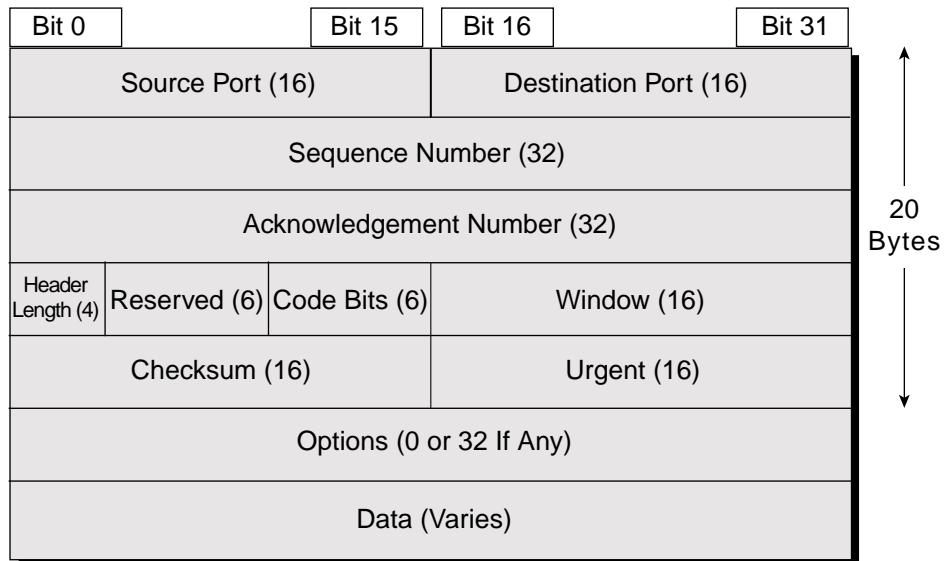 Bit 0 Bit 15 Bit 16 Bit 31
Source Port (16) Destination Port (16)
Sequence Number (32)
Acknowledgement Number (32)
20
Bytes
Header
Length (4) Reserved (6) Code Bits (6) Window (16)
Checksum (16) Urgent (16)
Options (0 or 32 If Any)
Data (Varies)